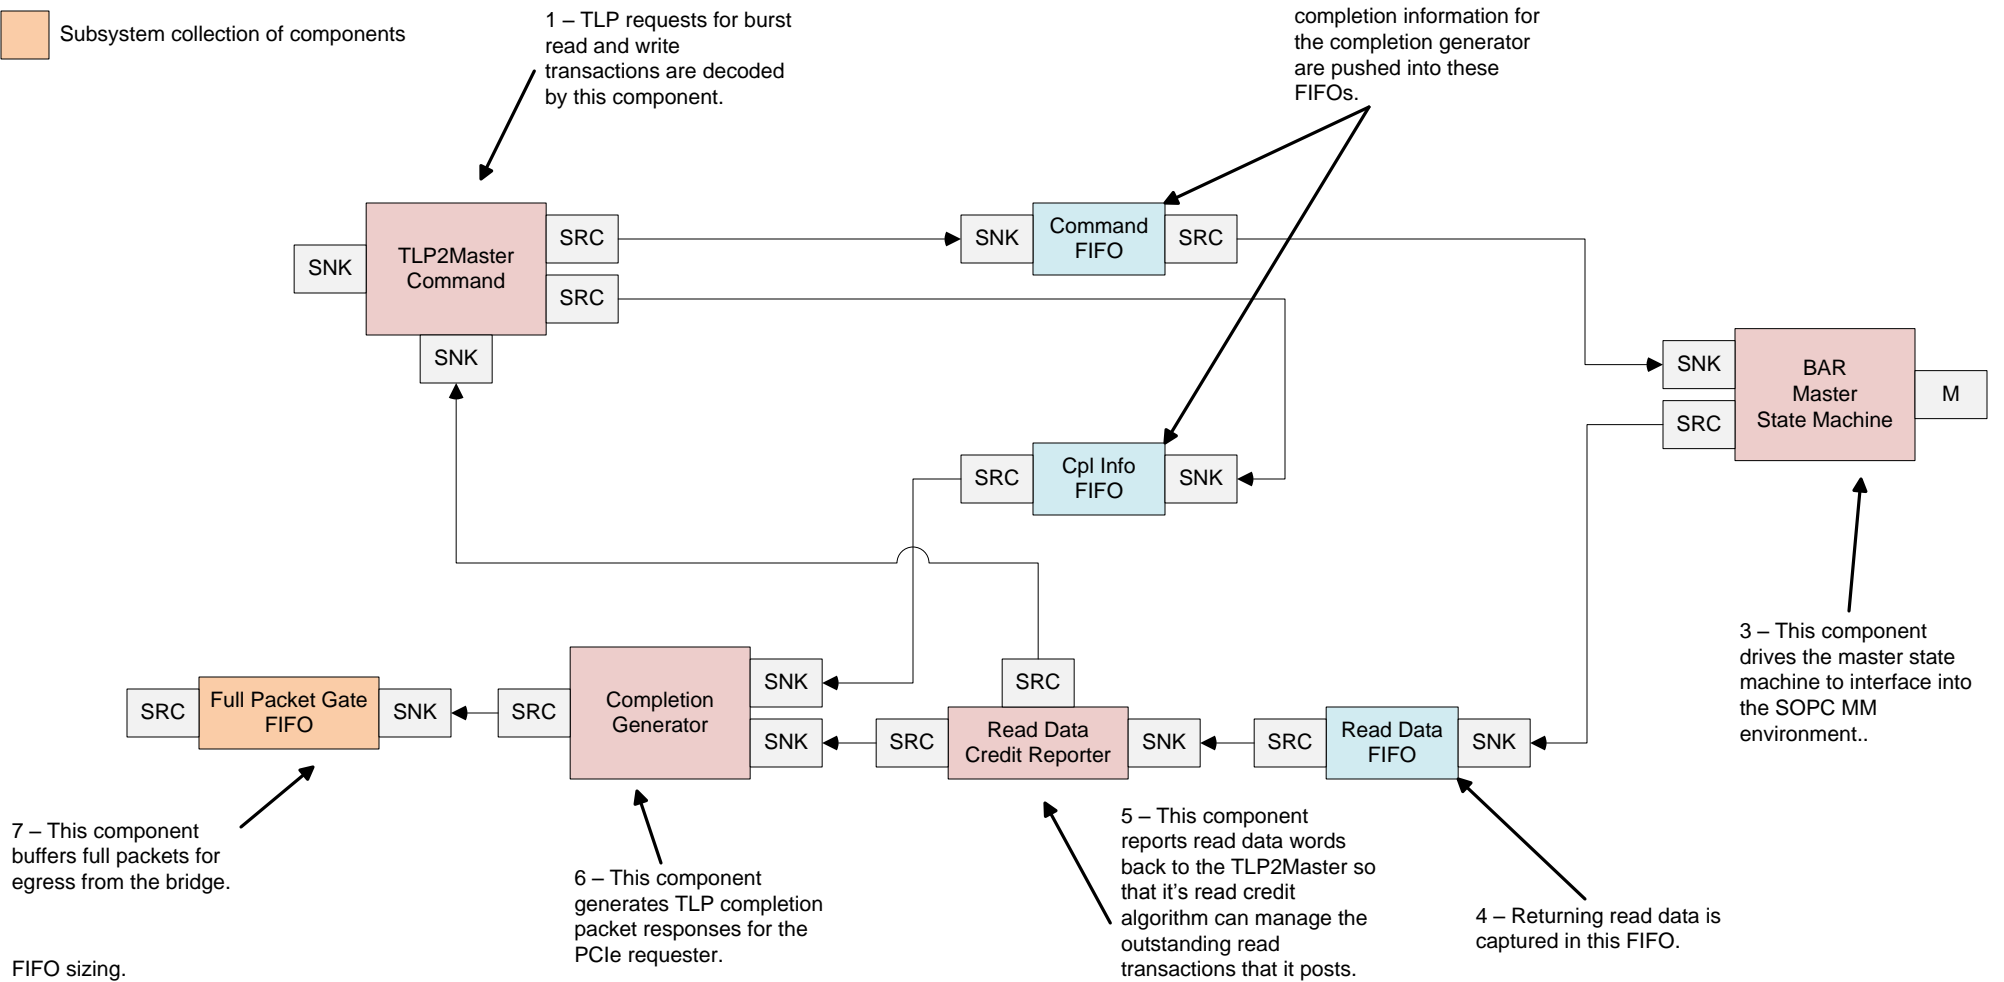 Subsystem collection of components
1 – TLP requests for burst
read and write
transactions are decoded
by this component.
completion information for
the completion generator
are pushed into these
FIFOs.
SNK
TLP2Master
Command
SRC
SRC
SNK
SNK
Command
FIFO
SRC
SRC
Cpl Info
FIFO
SNK
SNK
SRC
BAR
Master
State Machine
M
3 – This component
drives the master state
machine to interface into
the SOPC MM
environment..
SRC
Full Packet Gate
FIFO
SNK
SRC
Completion
Generator
SNK
SNK
SRC
SRC
Read Data
Credit Reporter
SNK
SRC
Read Data
FIFO
SNK
7 – This component
buffers full packets for
egress from the bridge.
6 – This component
generates TLP completion
packet responses for the
PCIe requester.
5 – This component
reports read data words
back to the TLP2Master so
that it's read credit
algorithm can manage the
outstanding read
transactions that it posts.
4 – Returning read data is
captured in this FIFO.
FIFO sizing.